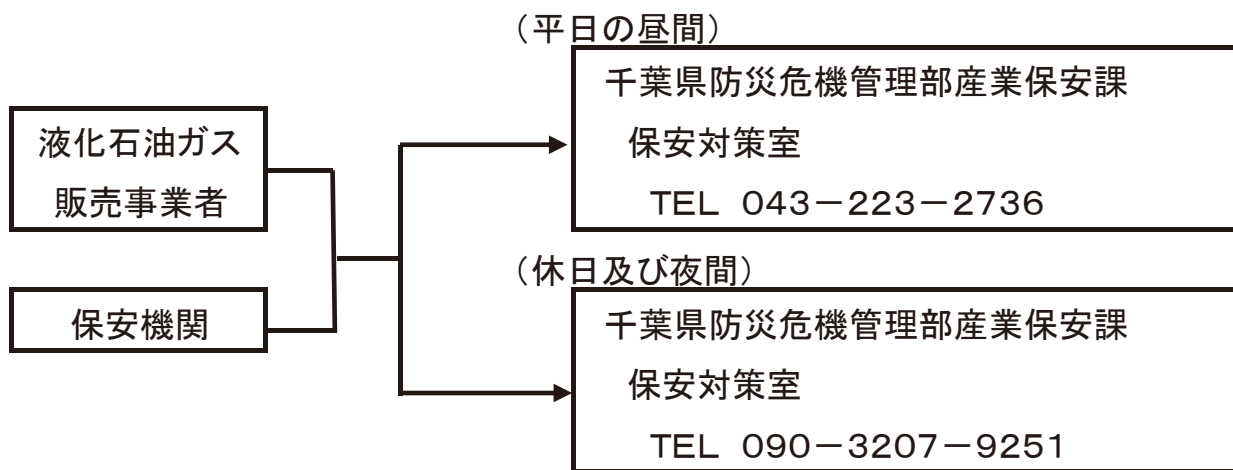 (平日の昼間)
千葉県防災危機管理部産業保安課
保安対策室
TEL 043-223-2736
液化石油ガス
販売事業者
保安機関
(休日及び夜間)
千葉県防災危機管理部産業保安課
保安対策室
TEL 090-3207-9251